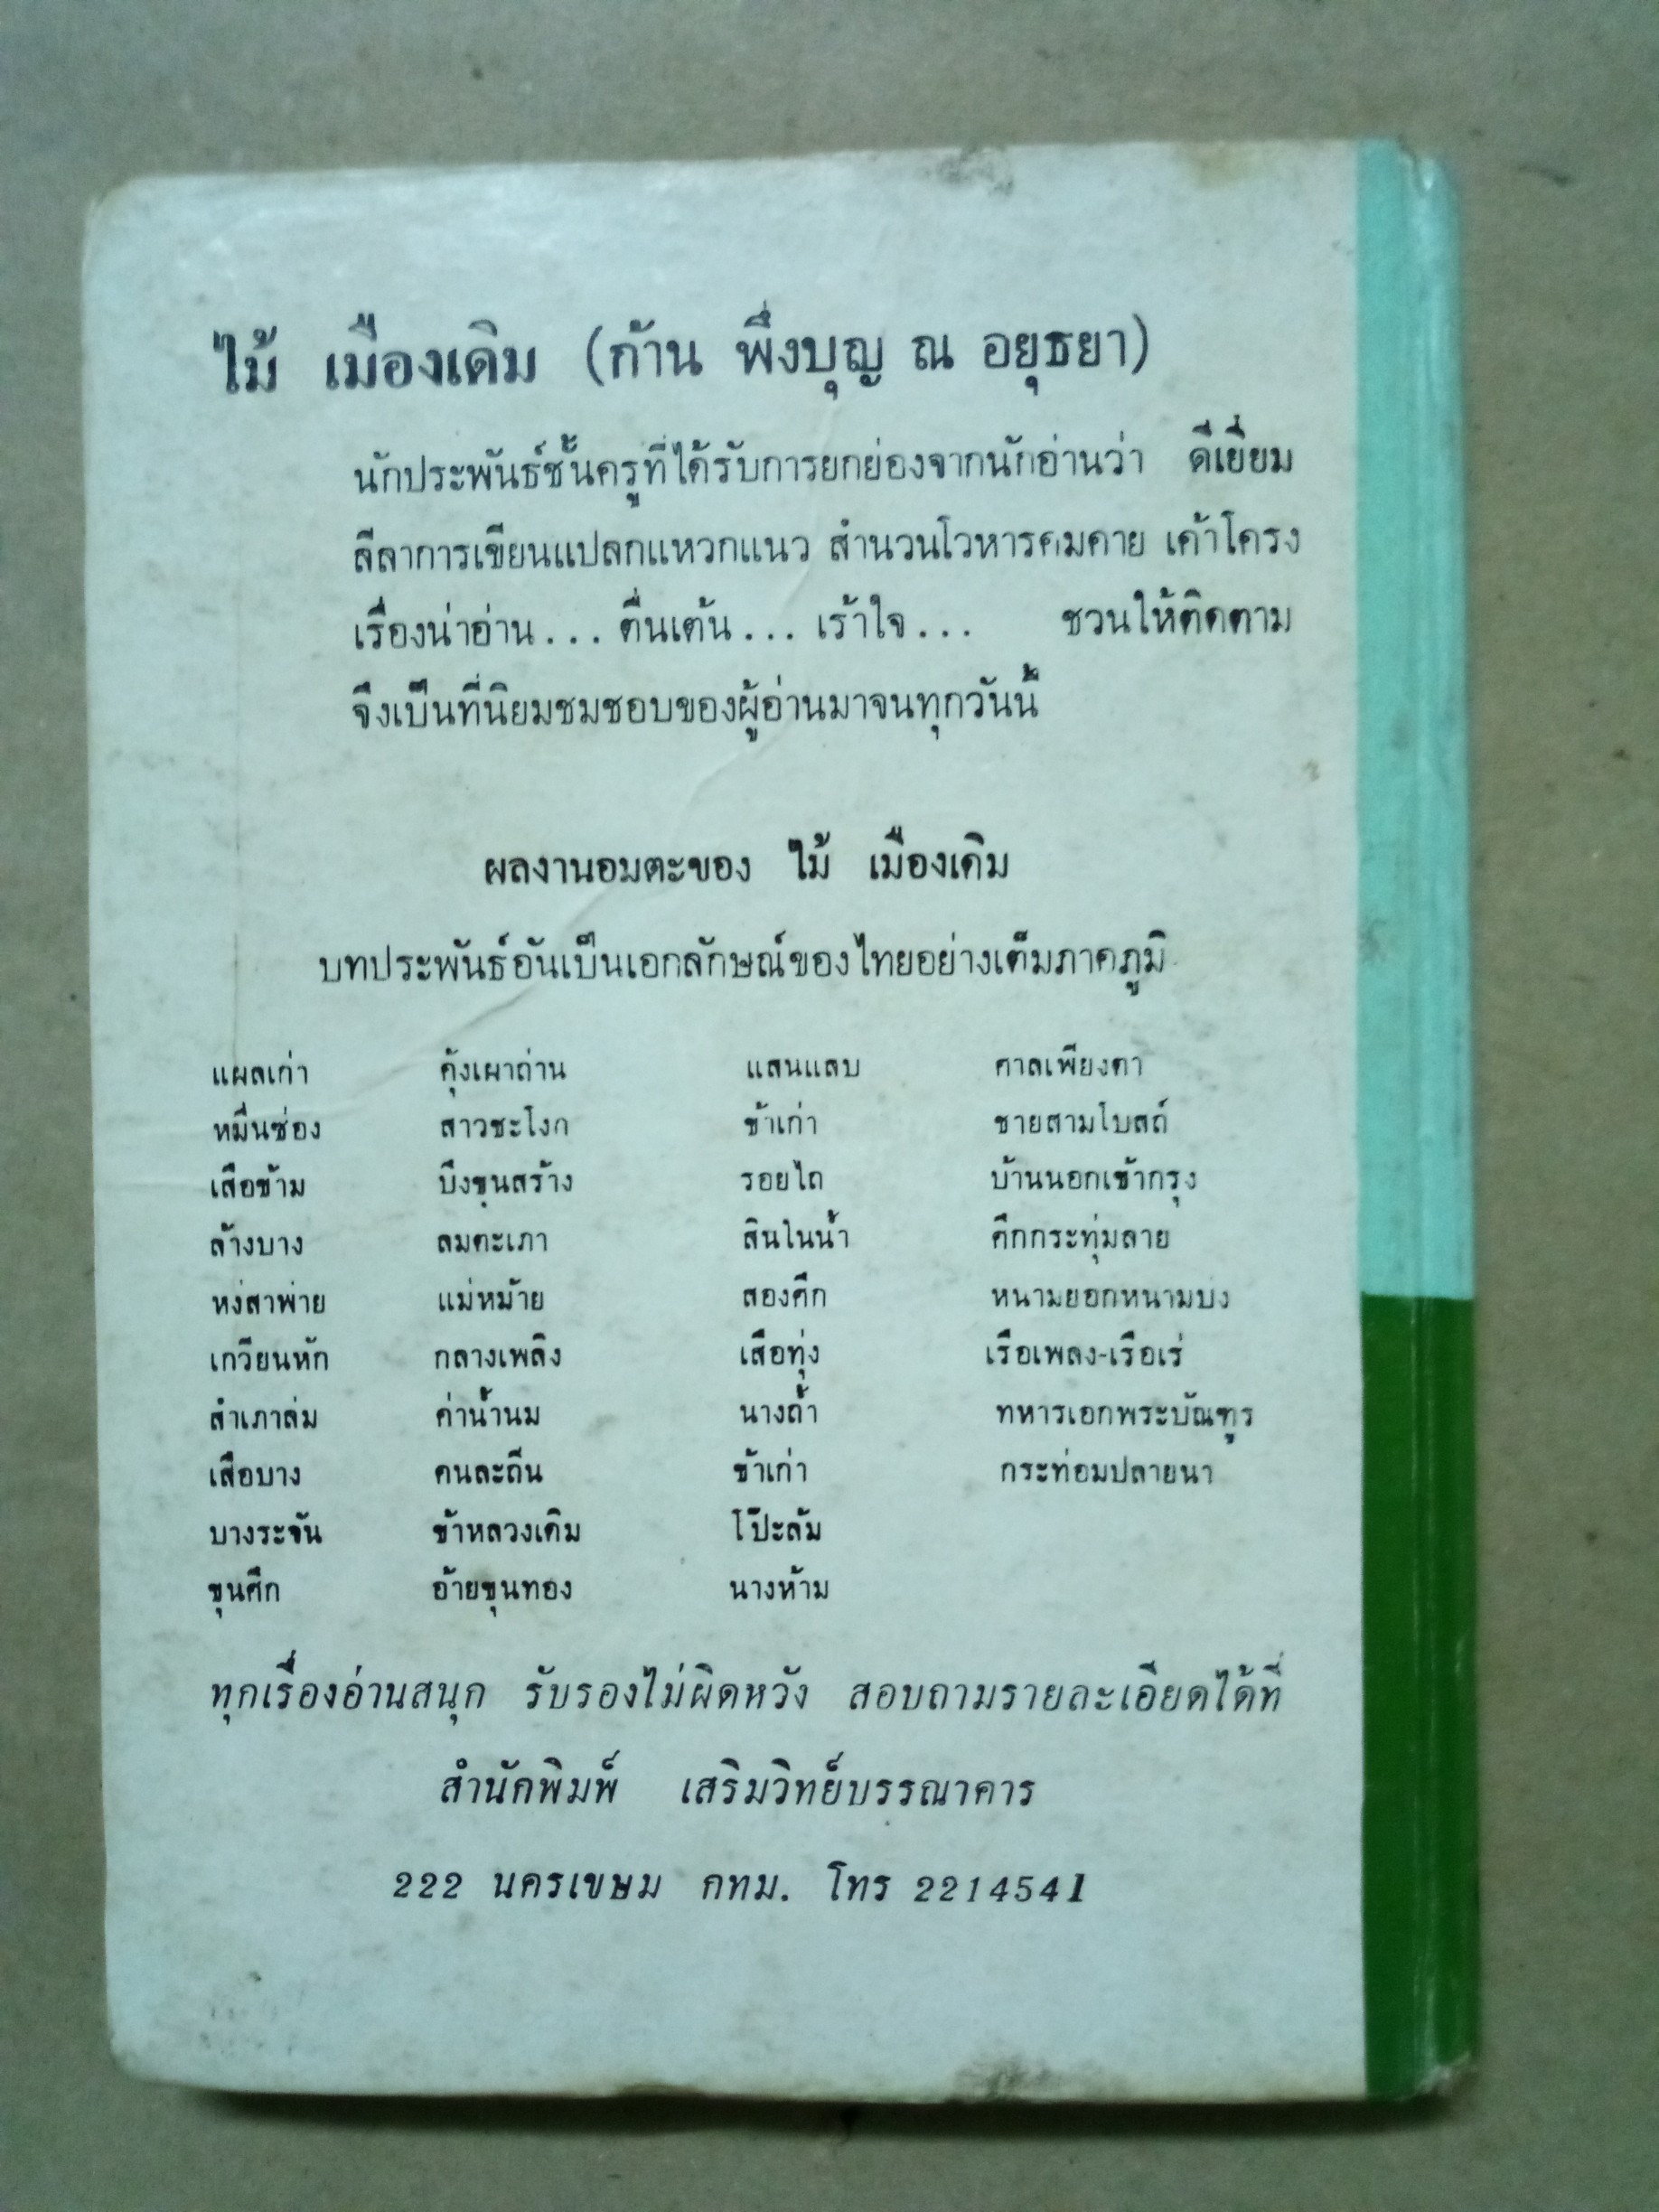 ไม้ เมืองเดิม (ก้าน พึ่งบุญ ณ อยุธยา)
นักประพันธ์ชั้นครูที่ได้รับการยกย่องจากนักอ่านว่า ดีเยี่ยม
ลีลาการเขียนแปลกแหวกแนว สำนวนโวหารคมคาย เค้าโครง
เรื่องน่าอ่าน... ตื่นเต้น... เร้าใจ... ชวนให้ติดตาม
จึงเป็นที่นิยมชมชอบของผู้อ่านมาจนทุกวันนี้
ผลงานอมตะของ ไม้ เมืองเดิม
บทประพันธ์อันเป็นเอกลักษณ์ของไทยอย่างเต็มภาคภูมิ
แผลเก่า คุ้งเผาถ่าน แสนแสบ ศาลเพียงตา
หมื่นซ่อง สาวชะโงก ข้าเก่า ชายสามโบสถ์
เสือข้าม บึงขุนสร้าง รอยไถ บ้านนอกเข้ากรุง
ล้างบาง ลมตะเภา สินในน้ำ ศึกกระทุ่มลาย
หงสาพ่าย แม่หม้าย สองศึก หนามยอกหนามบ่ง
เกวียนหัก กลางเพลิง เสือทุ่ง เรือเพลง-เรือเร่
สำเภาล่ม ค่าน้ำนม นางถ้ำ ทหารเอกพระบัณฑูร
เสือบาง คนละถิ่น ข้าเก่า กระท่อมปลายนา
บางระจัน ข้าหลวงเดิม โป๊ะล้ม
ขุนศึก อ้ายขุนทอง นางห้าม
ทุกเรื่องอ่านสนุก รับรองไม่ผิดหวัง สอบถามรายละเอียดได้ที่
สำนักพิมพ์ เสริมวิทย์บรรณาคาร
222 นครเขษม กทม. โทร 2214541